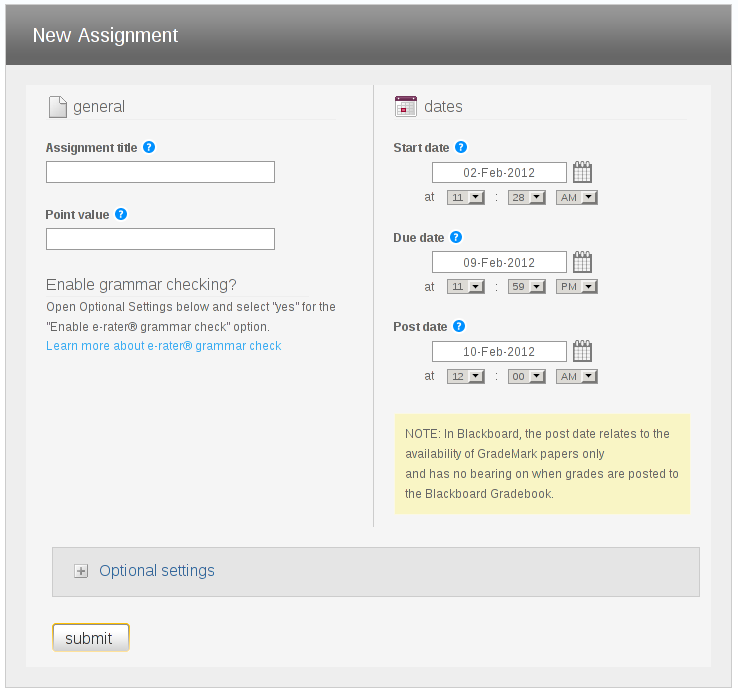 New Assignment
general
Assignment title ?
Point value ?
Enable grammar checking?
Open Optional Settings below and select "yes" for the
"Enable e-rater® grammar check" option.
Learn more about e-rater® grammar check
dates
Start date ?
02-Feb-2012
at 11 : 28 AM
Due date ?
09-Feb-2012
at 11 : 59 PM
Post date ?
10-Feb-2012
at 12 : 00 AM
NOTE: In Blackboard, the post date relates to the
availability of GradeMark papers only
and has no bearing on when grades are posted to
the Blackboard Gradebook.
Optional settings
submit